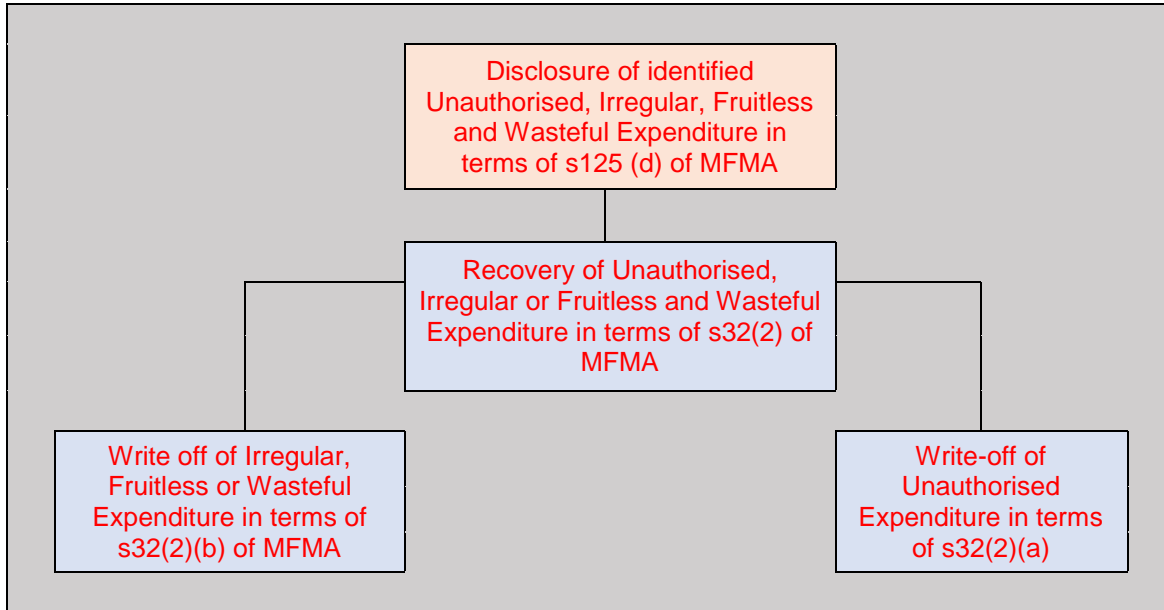 Disclosure of identified
Unauthorised, Irregular, Fruitless
and Wasteful Expenditure in
terms of s125 (d) of MFMA
Recovery of Unauthorised,
Irregular or Fruitless and Wasteful
Expenditure in terms of s32(2) of
MFMA
Write off of Irregular,
Fruitless or Wasteful
Expenditure in terms of
s32(2)(b) of MFMA
Write-off of
Unauthorised
Expenditure in terms
of s32(2)(a)